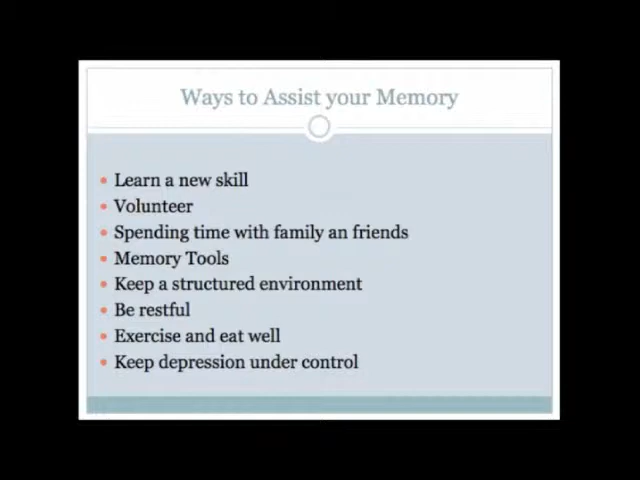 Ways to Assist your Memory
Learn a new skill
Volunteer
Spending time with family an friends
Memory Tools
Keep a structured environment
Be restful
Exercise and eat well
Keep depression under control